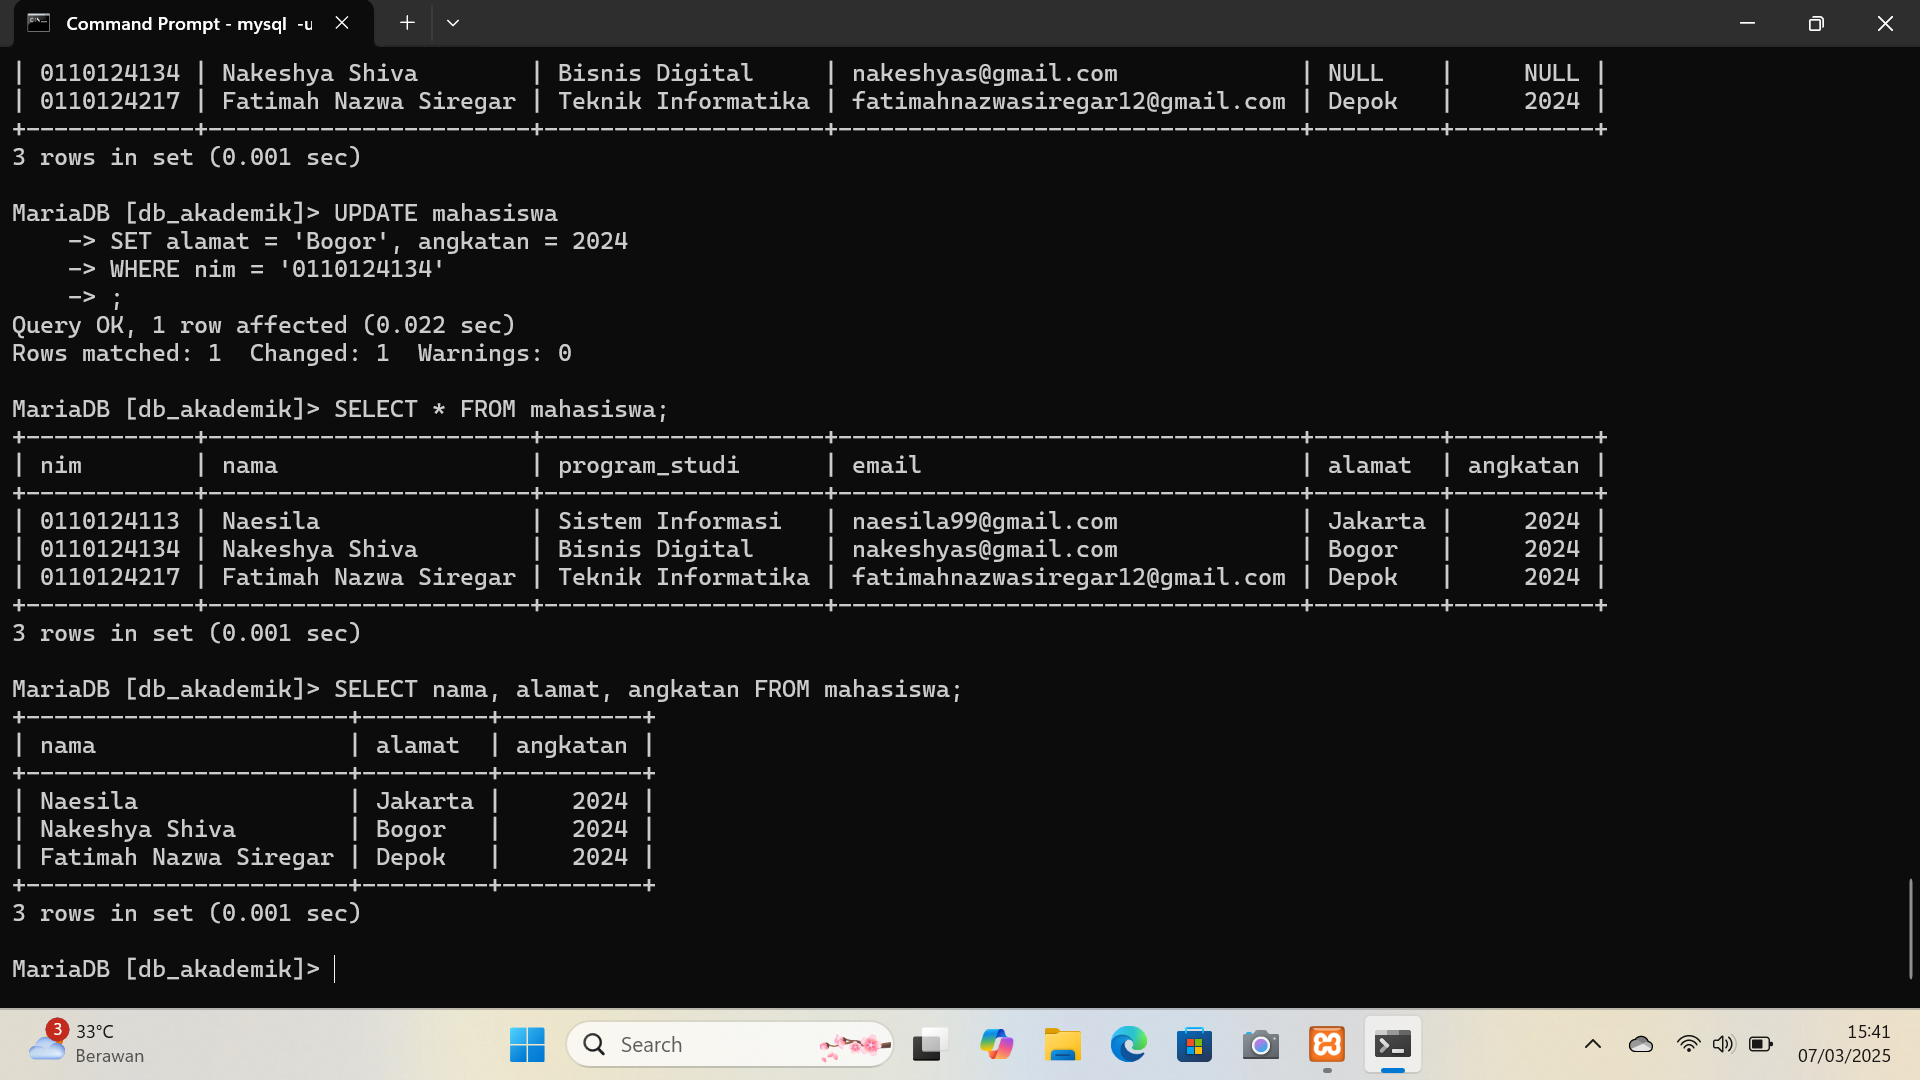 Command Prompt - mysql -u
| 0110124134 | Nakeshya Shiva        | Bisnis Digital     | nakeshyas@gmail.com             | NULL    |     NULL |
| 0110124217 | Fatimah Nazwa Siregar | Teknik Informatika | fatimahnazwasiregar12@gmail.com | Depok   |     2024 |
+------------+-----------------------+--------------------+---------------------------------+---------+----------+
3 rows in set (0.001 sec)
MariaDB [db_akademik]> UPDATE mahasiswa
    -> SET alamat = 'Bogor', angkatan = 2024
    -> WHERE nim = '0110124134'
    -> ;
Query OK, 1 row affected (0.022 sec)
Rows matched: 1  Changed: 1  Warnings: 0
MariaDB [db_akademik]> SELECT * FROM mahasiswa;
+------------+-----------------------+--------------------+---------------------------------+---------+----------+
| nim        | nama                  | program_studi      | email                           | alamat  | angkatan |
+------------+-----------------------+--------------------+---------------------------------+---------+----------+
| 0110124113 | Naesila               | Sistem Informasi   | naesila99@gmail.com             | Jakarta |     2024 |
| 0110124134 | Nakeshya Shiva        | Bisnis Digital     | nakeshyas@gmail.com             | Bogor   |     2024 |
| 0110124217 | Fatimah Nazwa Siregar | Teknik Informatika | fatimahnazwasiregar12@gmail.com | Depok   |     2024 |
+------------+-----------------------+--------------------+---------------------------------+---------+----------+
3 rows in set (0.001 sec)
MariaDB [db_akademik]> SELECT nama, alamat, angkatan FROM mahasiswa;
+-----------------------+---------+----------+
| nama                  | alamat  | angkatan |
+-----------------------+---------+----------+
| Naesila               | Jakarta |     2024 |
| Nakeshya Shiva        | Bogor   |     2024 |
| Fatimah Nazwa Siregar | Depok   |     2024 |
+-----------------------+---------+----------+
3 rows in set (0.001 sec)
MariaDB [db_akademik]>
3
33°C
Berawan
Search
15:41
07/03/2025